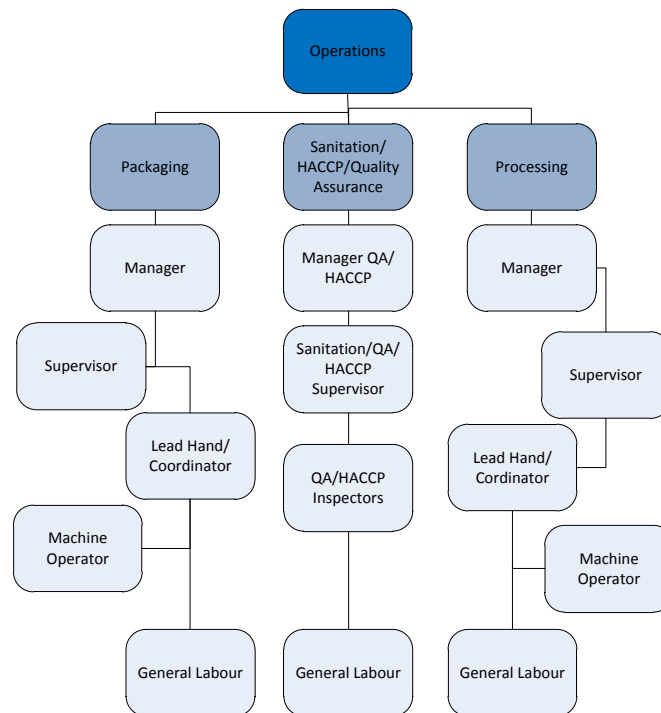 Operations
Packaging
Sanitation/
HACCP/Quality
Assurance
Processing
Manager
Manager QA/
HACCP
Manager
Supervisor
Sanitation/QA/
HACCP
Supervisor
Supervisor
Lead Hand/
Coordinator
QA/HACCP
Inspectors
Lead Hand/
Cordinator
Machine
Operator
Machine
Operator
General Labour
General Labour
General Labour